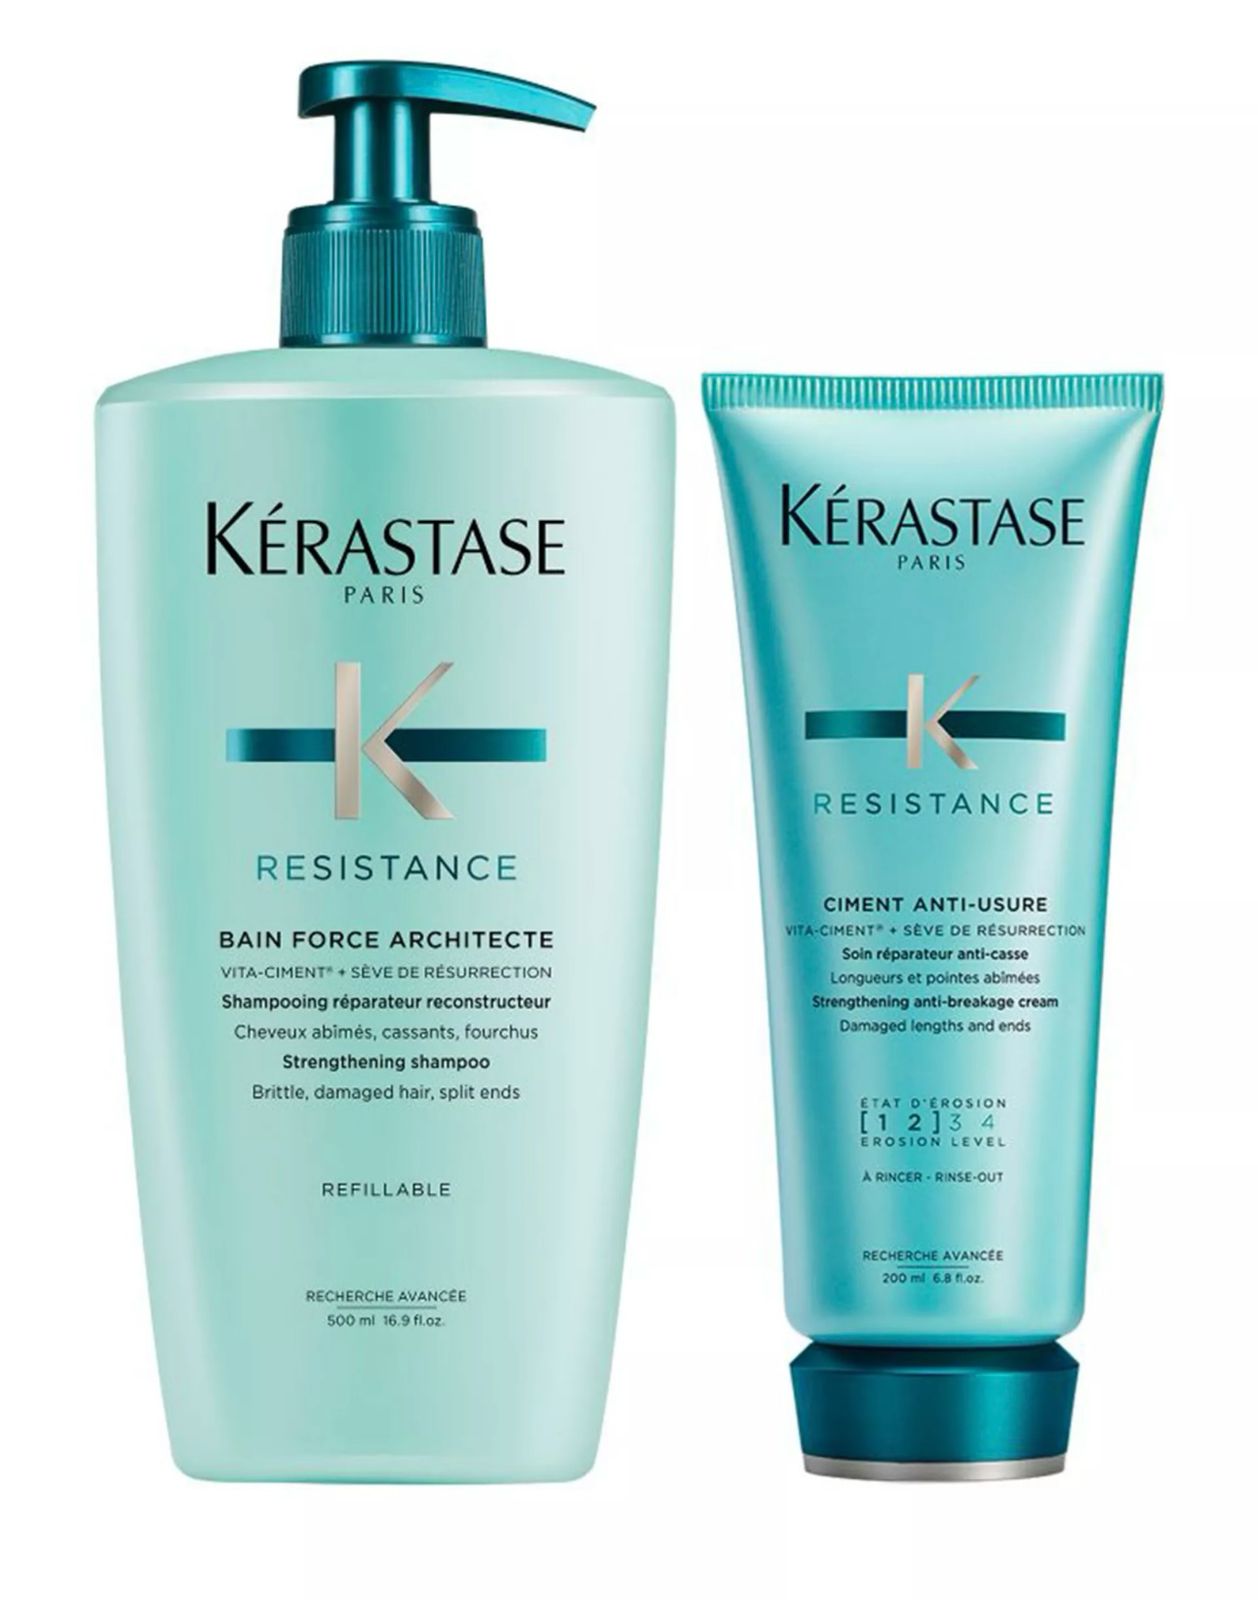 KÉRASTASE
PARIS
K
RESISTANCE
BAIN FORCE ARCHITECTE
VITA-CIMENT® + SÈVE DE RÉSURRECTION
Shampooing réparateur reconstructeur
Cheveux abîmés, cassants, fourchus
Strengthening shampoo
Brittle, damaged hair, split ends
REFILLABLE
RECHERCHE AVANCÉE
500 ml 16.9 fl.oz.
KÉRASTASE
PARIS
K
RESISTANCE
CIMENT ANTI-USURE
VITA-CIMENT® + SÈVE DE RÉSURRECTION
Soin réparateur anti-casse
Longueurs et pointes abîmées
Strengthening anti-breakage cream
Damaged lengths and ends
ÉTAT D'ÉROSION
[1 2]3 4
EROSION LEVEL
À RINCER - RINSE-OUT
RECHERCHE AVANCÉE
200 ml 6.8 fl.oz.